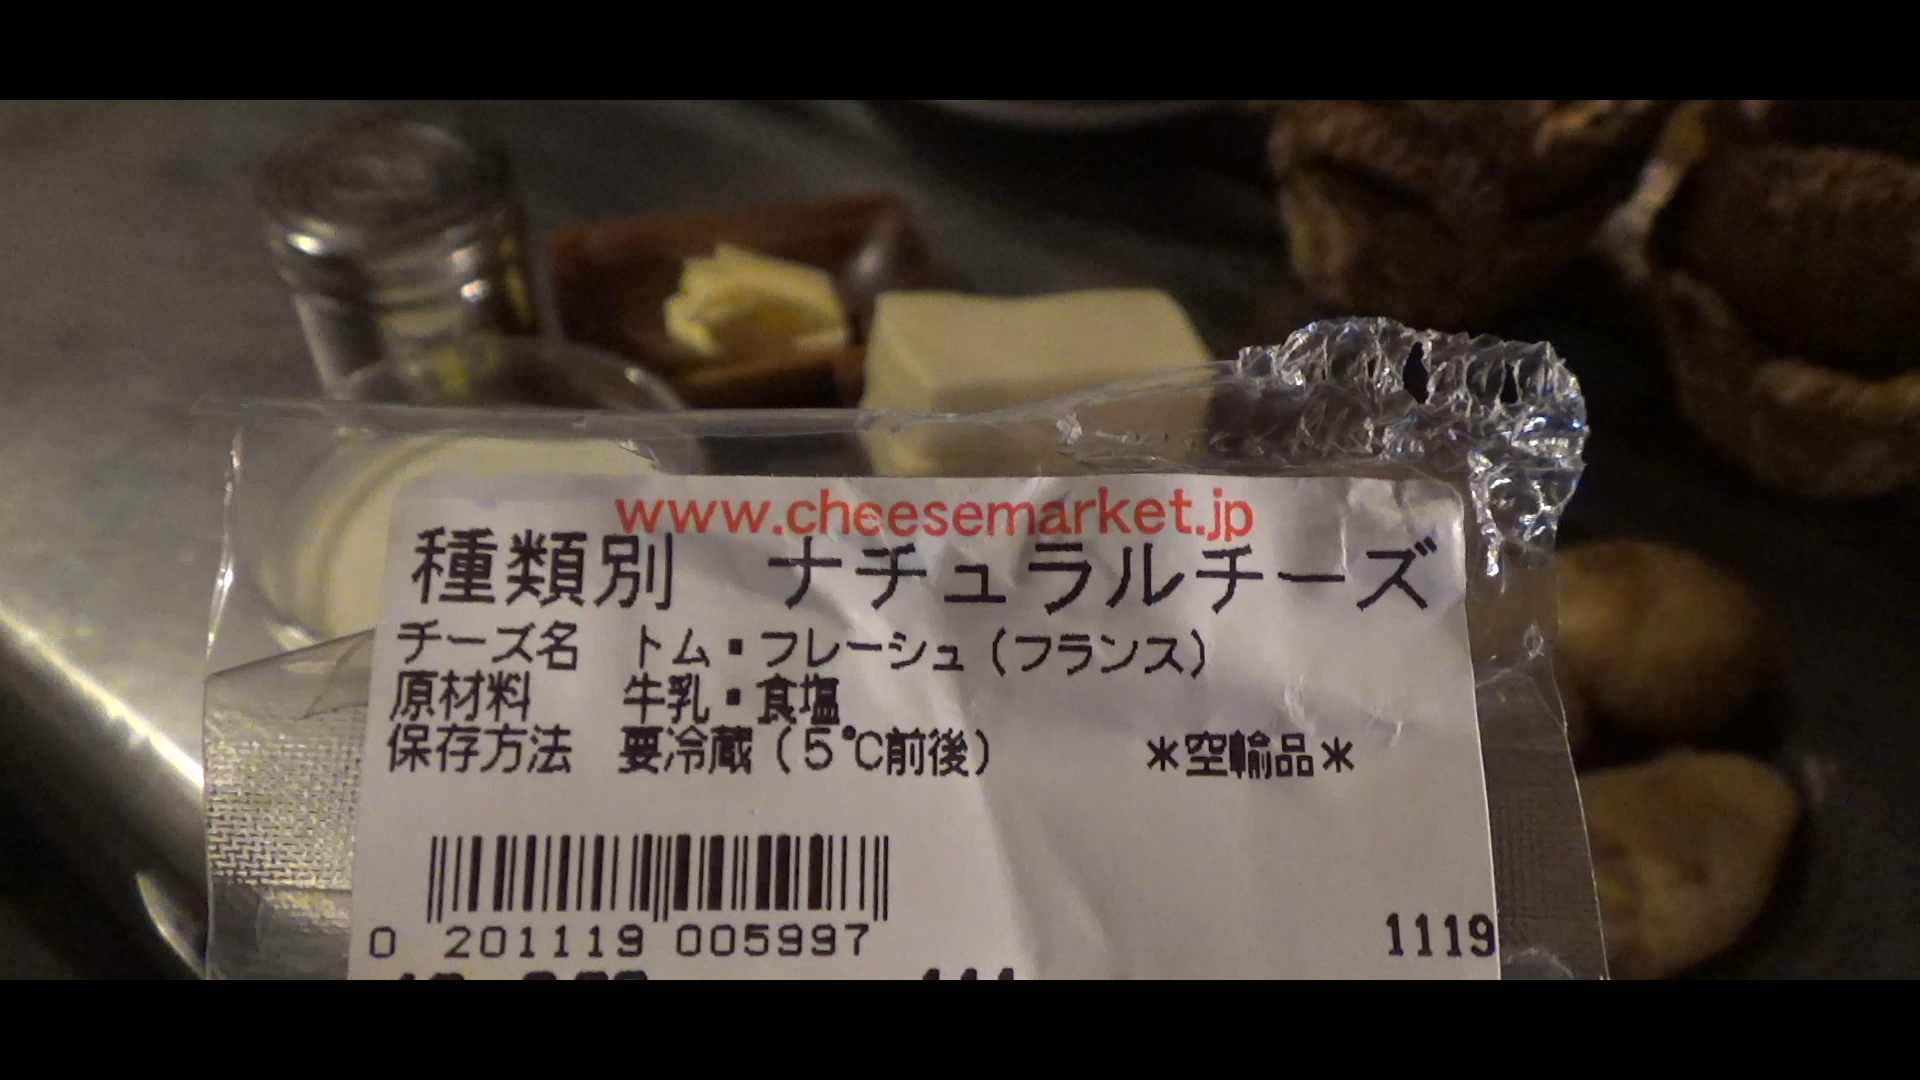 www.cheesemarket.jp
種類別　ナチュラルチーズ
チーズ名　トム・フレーシュ（フランス）
原材料　牛乳・食塩
保存方法　要冷蔵（5℃前後）　＊空輸品＊
0 201119 005997　1119